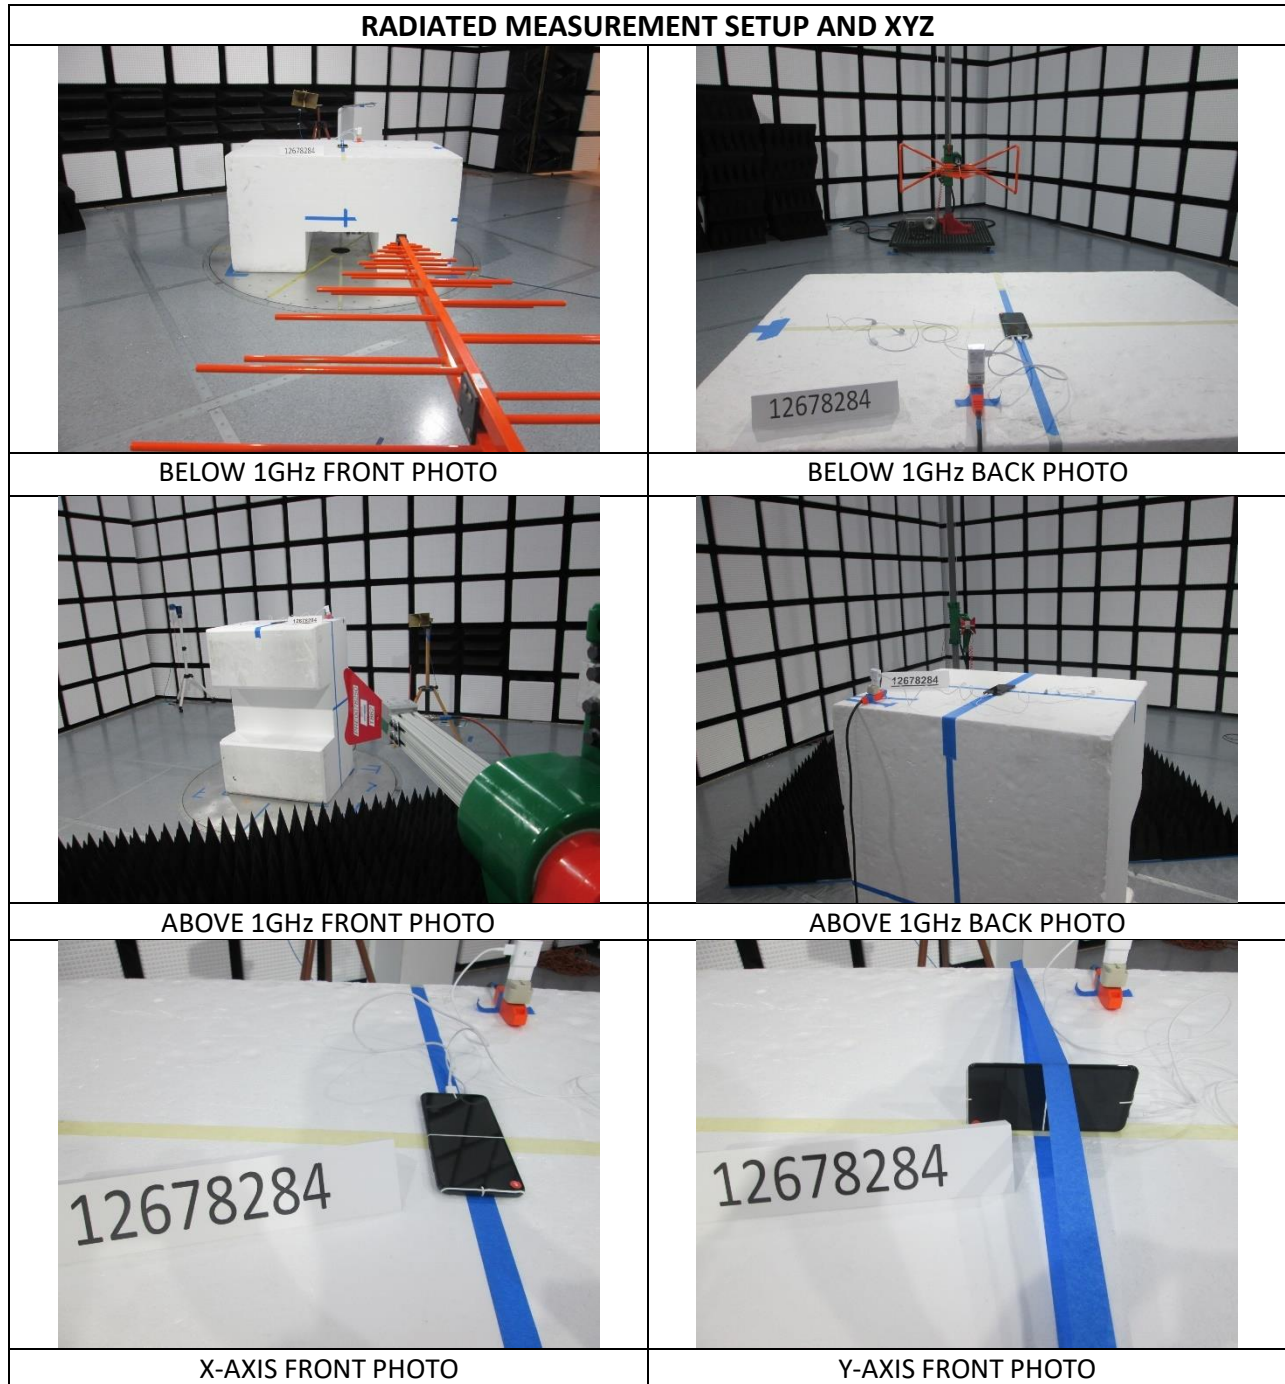 RADIATED MEASUREMENT SETUP AND XYZ
12678284
12678284
BELOW 1GHz FRONT PHOTO
BELOW 1GHz BACK PHOTO
12678284
12678284
ABOVE 1GHz FRONT PHOTO
ABOVE 1GHz BACK PHOTO
12678284
12678284
X-AXIS FRONT PHOTO
Y-AXIS FRONT PHOTO